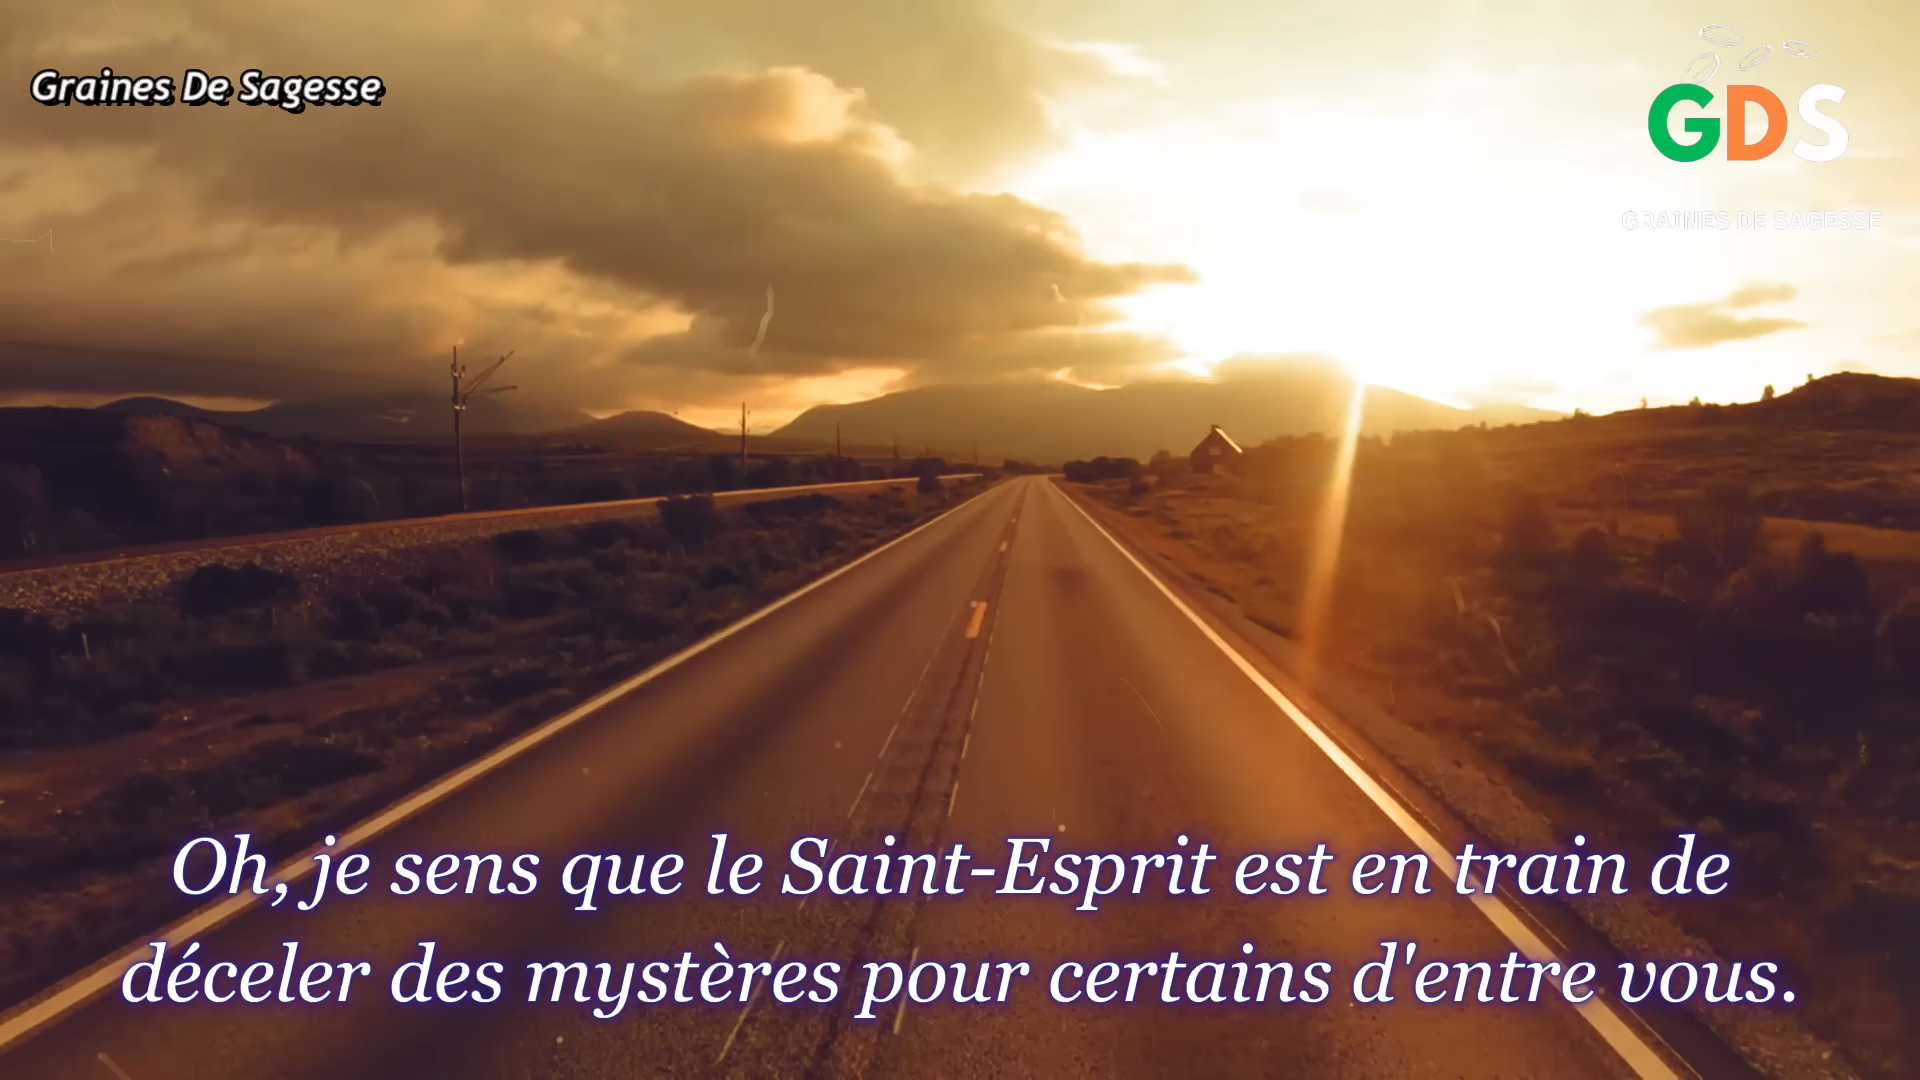 Graines De Sagesse
GDS
GRAINES DE SAGESSE
Oh, je sens que le Saint-Esprit est en train de
déceler des mystères pour certains d'entre vous.